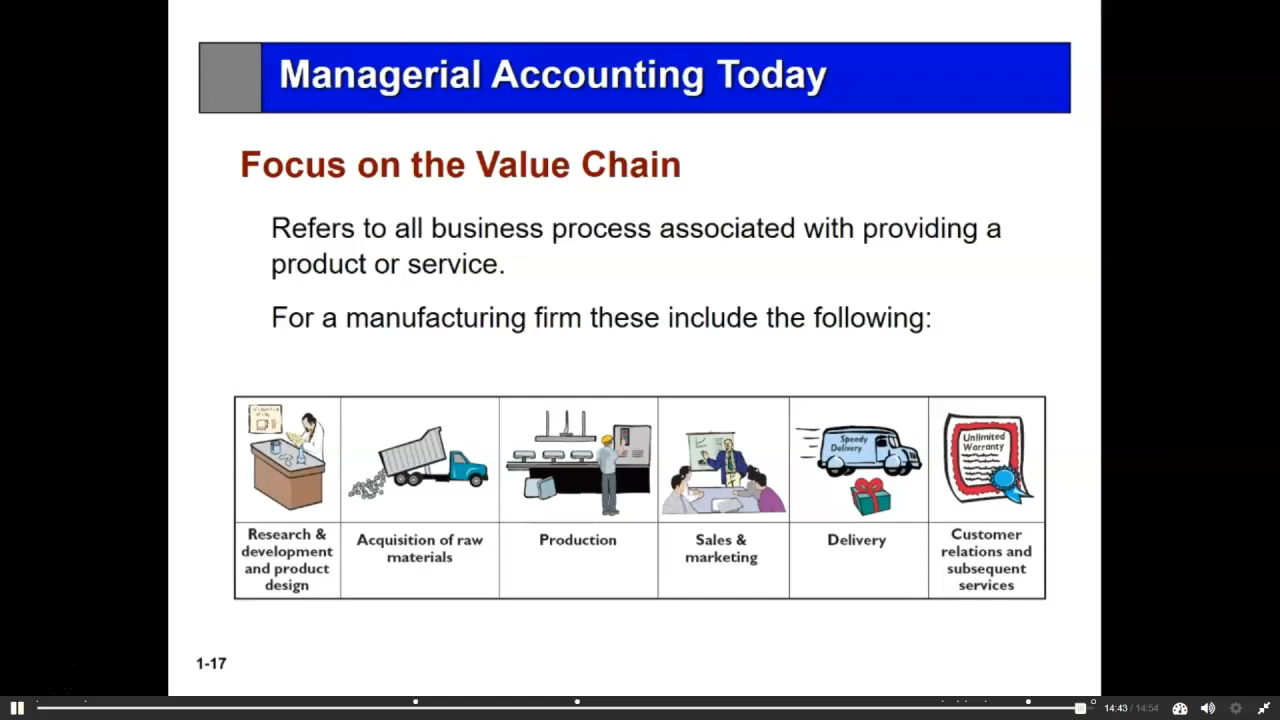 Managerial Accounting Today
Focus on the Value Chain
Refers to all business process associated with providing a
product or service.
For a manufacturing firm these include the following:
Speedy
Delivery
Unlimited
Warranty
Research &
development
and product
design
Acquisition of raw
materials
Production
Sales &
marketing
Delivery
Customer
relations and
subsequent
services
1-17
14:43 / 14:54